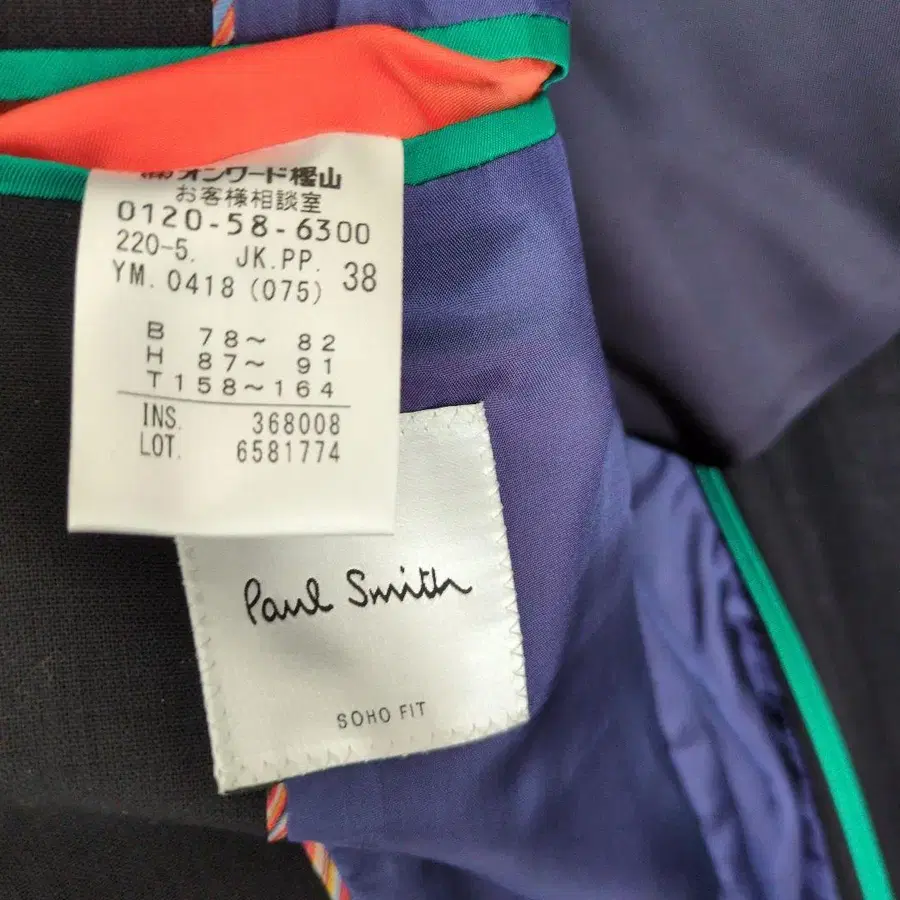 (株)オンワード樫山
お客様相談室
0120-58-6300
220-5. JK.PP. 38
YM. 0418 (075)
B 78～ 82
H 87～ 91
T 158～164
INS. 368008
LOT. 6581774
Paul Smith
SOHO FIT